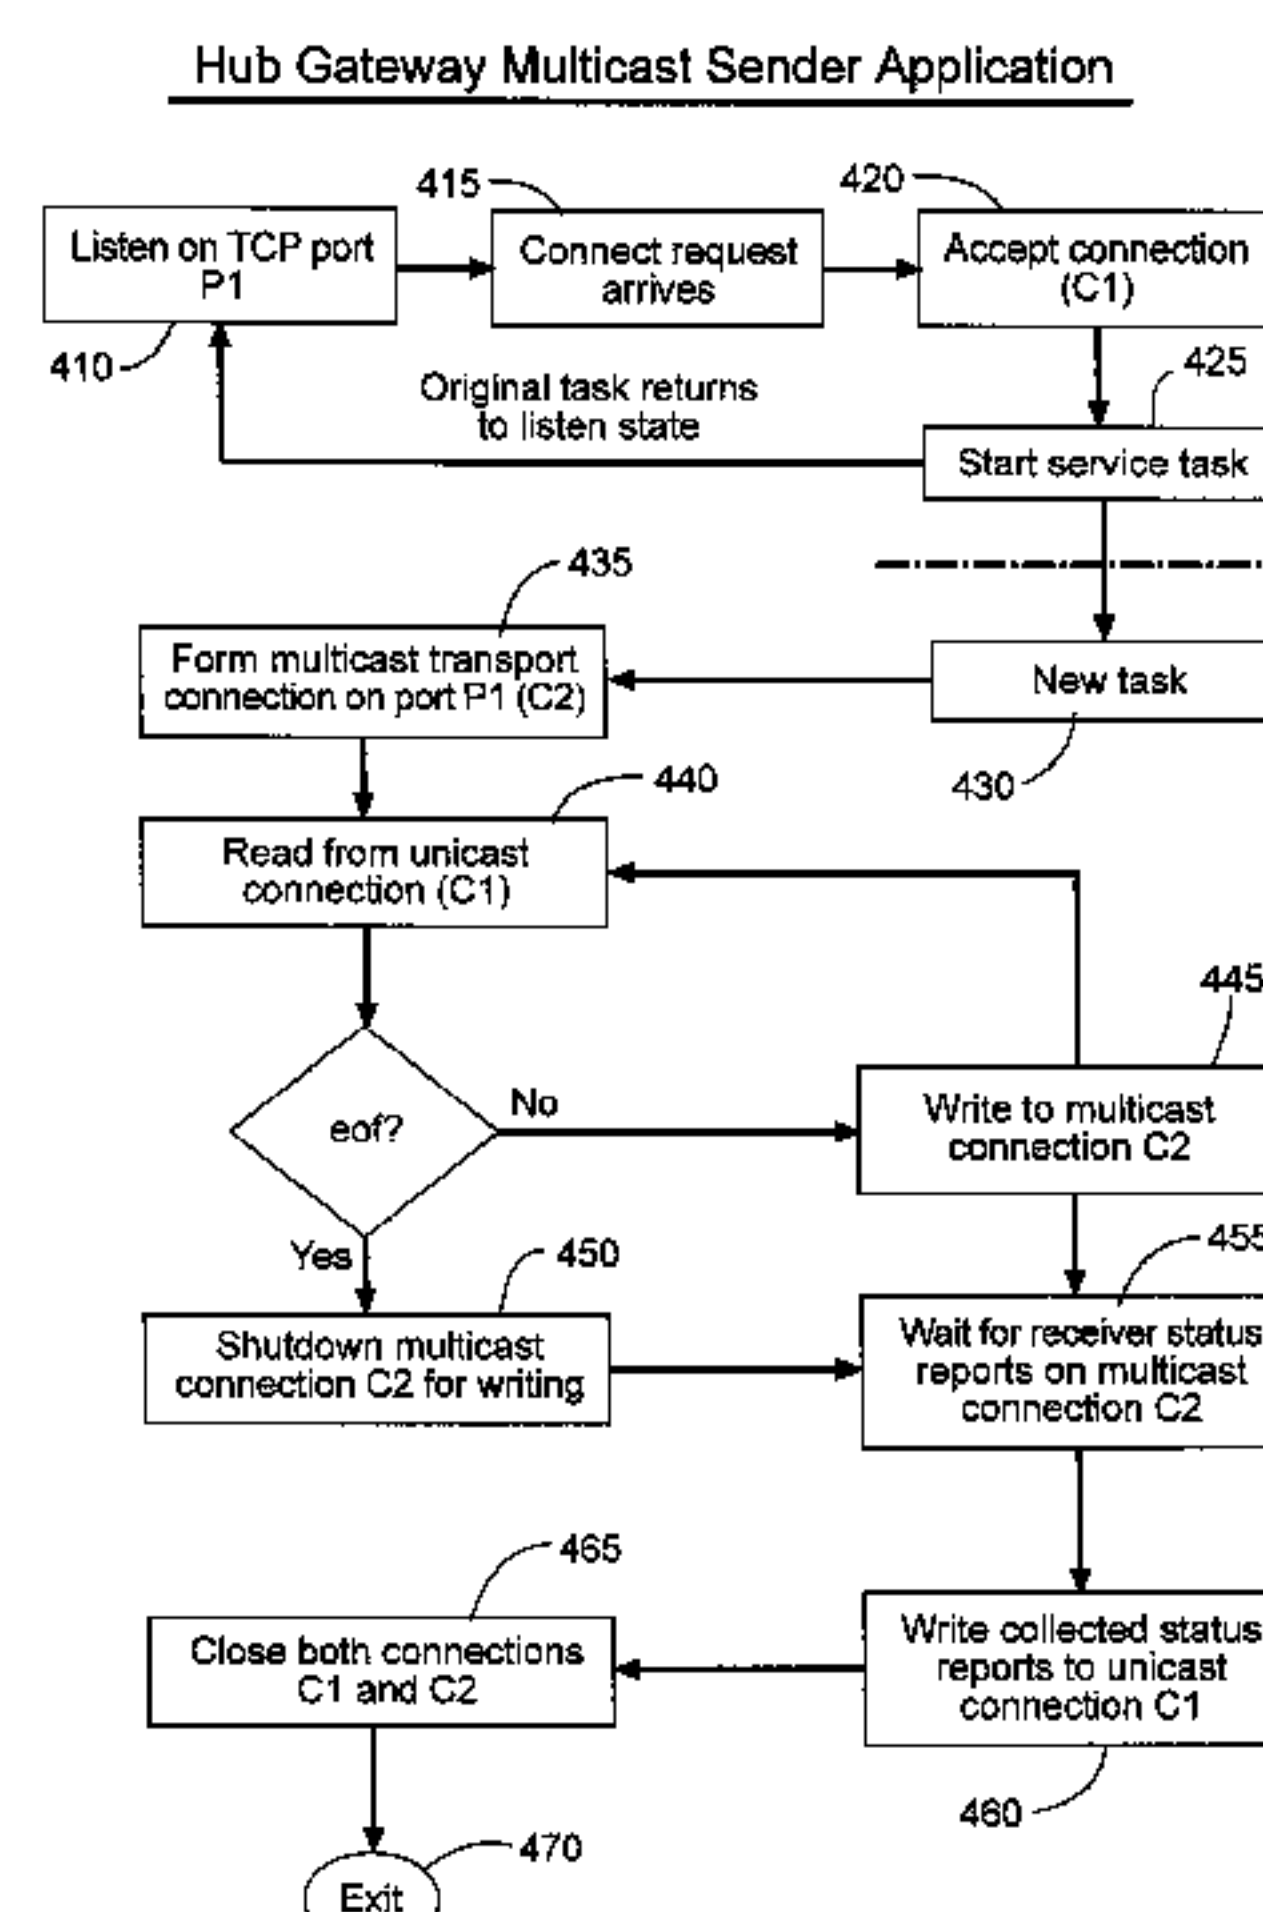 Hub Gateway Multicast Sender Application
415
420
Listen on TCP port
P1
Connect request
arrives
Accept connection
(C1)
410
425
Original task returns
to listen state
Start service task
435
Form multicast transport
connection on port P1 (C2)
New task
430
440
Read from unicast
connection (C1)
445
eof?
No
Write to multicast
connection C2
Yes
450
455
Shutdown multicast
connection C2 for writing
Wait for receiver status
reports on multicast
connection C2
465
Close both connections
C1 and C2
Write collected status
reports to unicast
connection C1
460
470
Exit